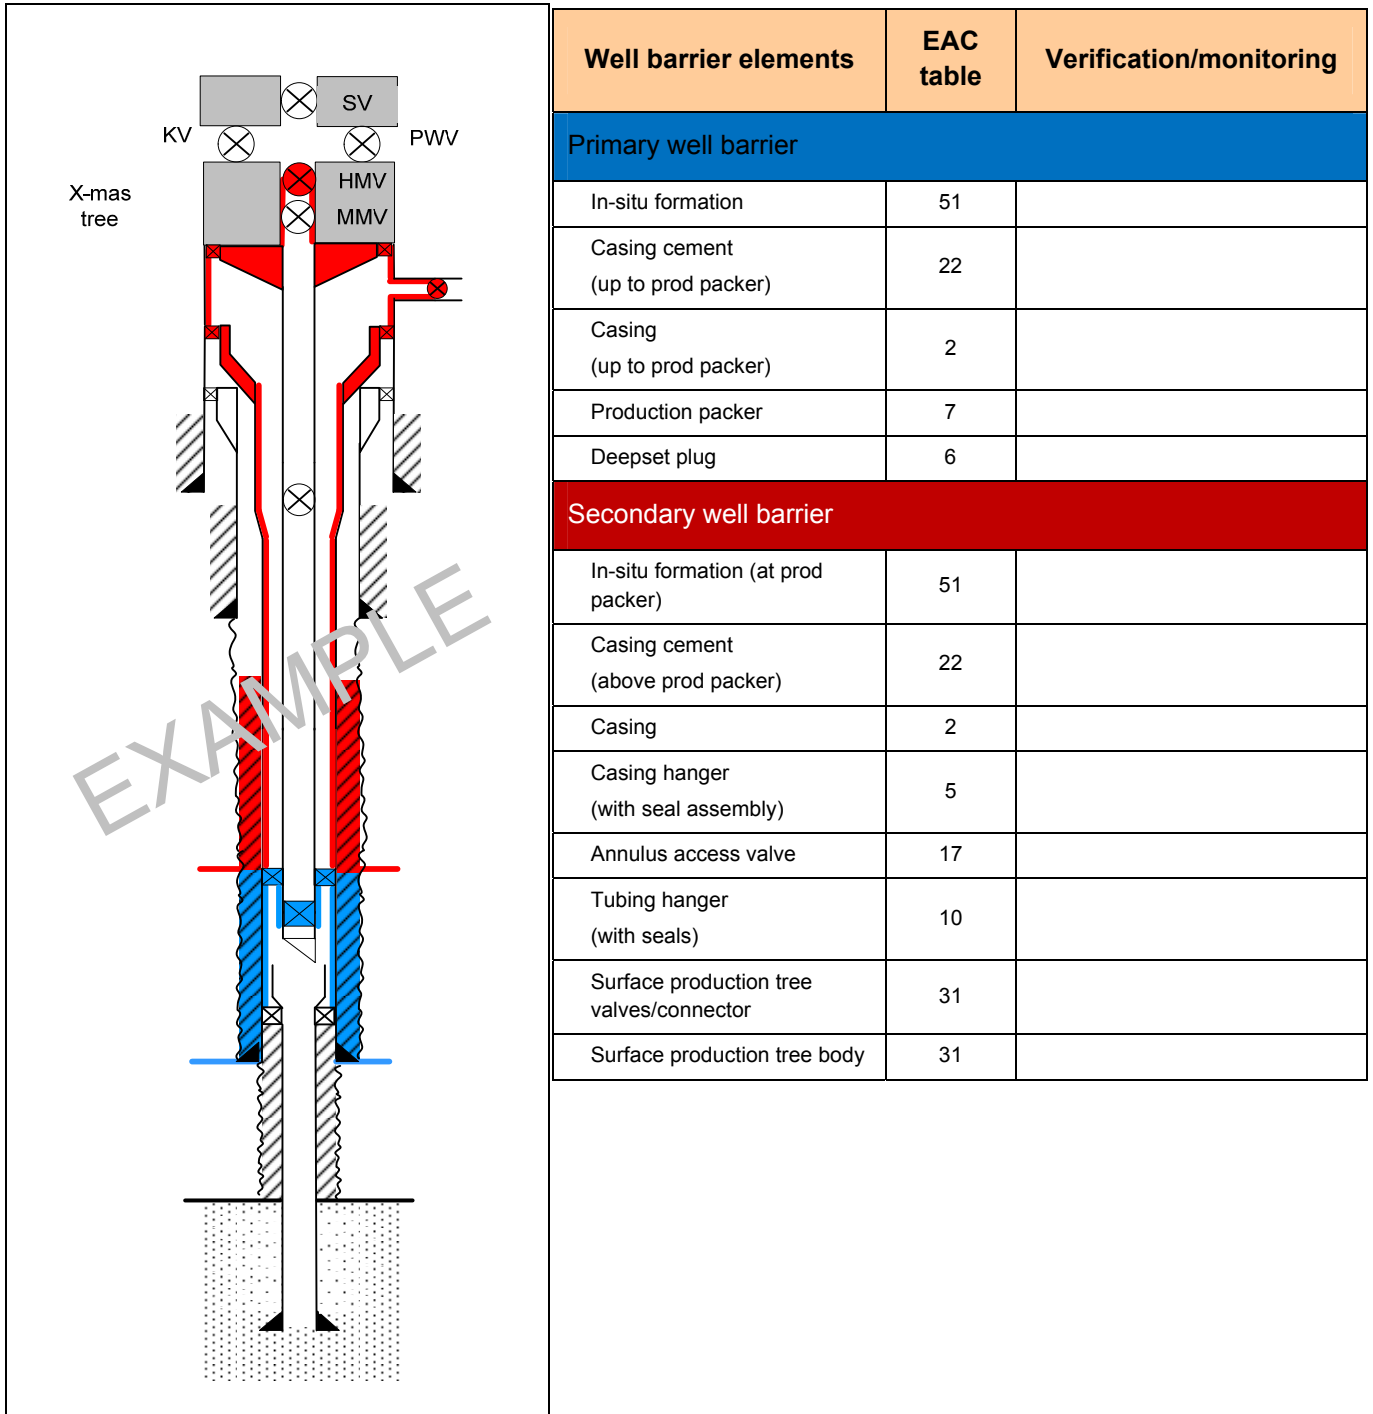 SV
KV
PWV
HMV
X-mas
tree
MMV
EXAMPLE
Well barrier elements
EAC
table
Verification/monitoring
Primary well barrier
In-situ formation
51
Casing cement
(up to prod packer)
22
Casing
(up to prod packer)
2
Production packer
7
Deepset plug
6
Secondary well barrier
In-situ formation (at prod
packer)
51
Casing cement
(above prod packer)
22
Casing
2
Casing hanger
(with seal assembly)
5
Annulus access valve
17
Tubing hanger
(with seals)
10
Surface production tree
valves/connector
31
Surface production tree body
31